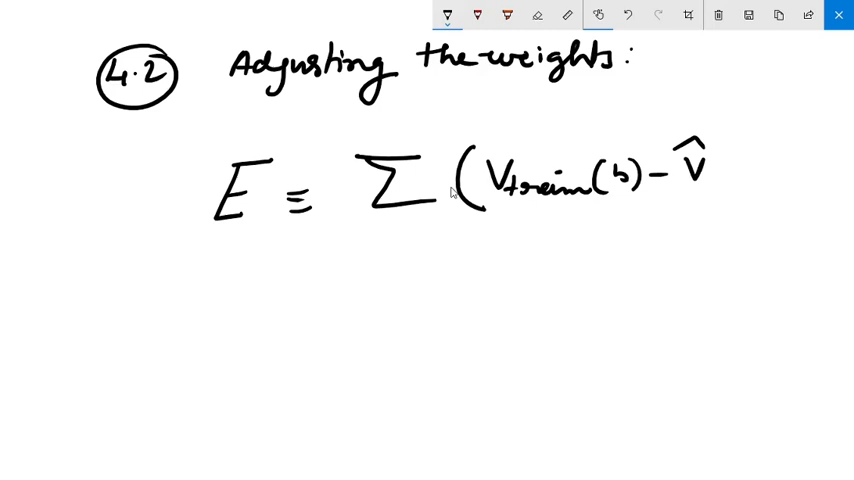 4.2 Adjusting the weights:
E ≡ Σ (Vtrain(b) - V̂